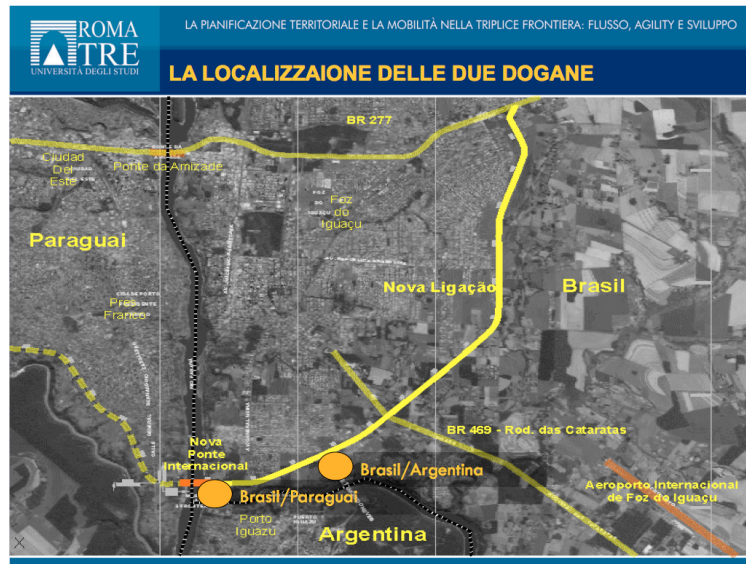 ROMA
TRE
UNIVERSITÀ DEGLI STUDI
LA PIANIFICAZIONE TERRITORIALE E LA MOBILITÀ NELLA TRIPLICE FRONTIERA: FLUSSO, AGILITY E SVILUPPO
LA LOCALIZZAIONE DELLE DUE DOGANE
BR 277
Ciudad
Del
Este
Ponte da Amizade
Foz
do
Iguaçu
Paraguai
Nova Ligação
Brasil
Pres
Franco
Nova
Ponte
Internacional
BR 469 - Rod. das Cataratas
Brasil/Argentina
Brasil/Paraguai
Aeroporto Internacional
de Foz do Iguaçu
Porto
Iguazú
Argentina